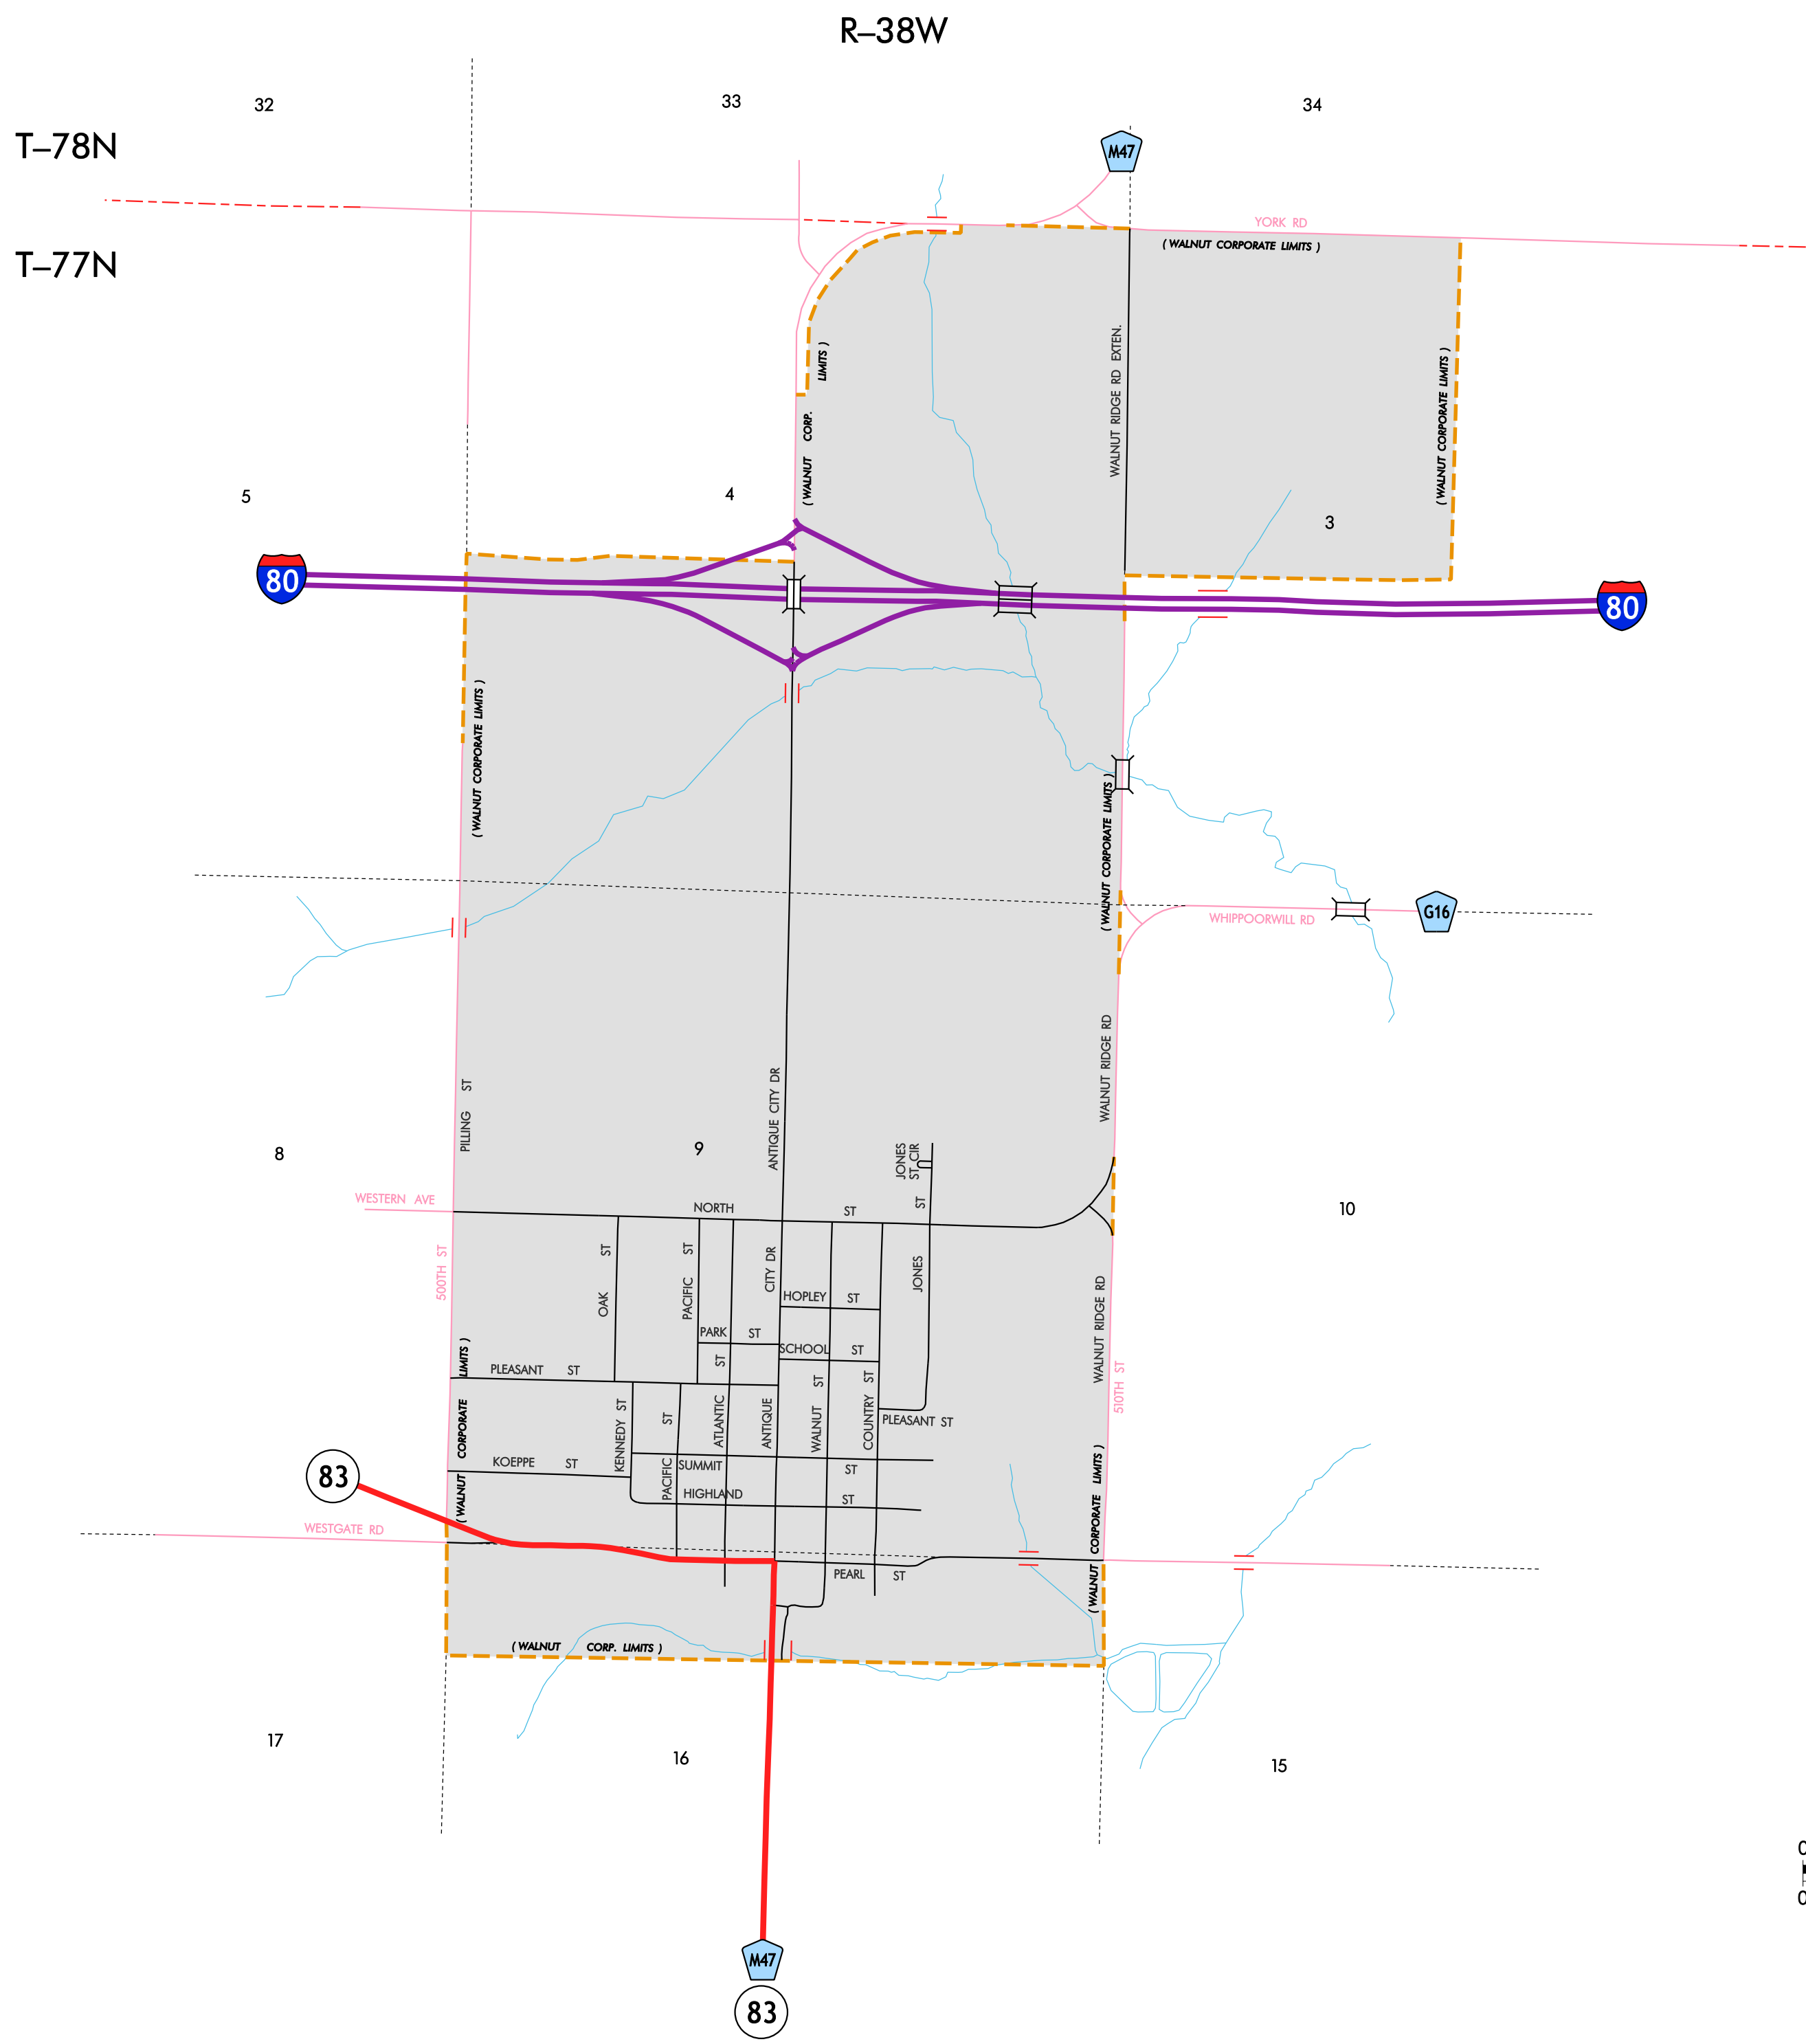 R–38W
32
33
34
T–78N
M47
YORK RD
( WALNUT CORPORATE LIMITS )
T–77N
WALNUT RIDGE RD EXTEN.
( WALNUT CORP. LIMITS )
( WALNUT CORPORATE LIMITS )
5
4
3
80
80
( WALNUT CORPORATE LIMITS )
( WALNUT CORPORATE LIMITS )
WHIPPOORWILL RD
G16
WALNUT RIDGE RD
PILLING ST
ANTIQUE CITY DR
8
9
JONES
ST CIR
10
WESTERN AVE
NORTH ST
JONES ST
500TH ST
OAK ST
PACIFIC ST
ANTIQUE CITY DR
HOPLEY ST
WALNUT RIDGE RD
PARK ST
SCHOOL ST
510TH ST
PLEASANT ST
KENNEDY ST
PACIFIC ST
ATLANTIC ST
WALNUT ST
COUNTRY ST
PLEASANT ST
( WALNUT CORPORATE LIMITS )
KOEPPE ST
SUMMIT ST
HIGHLAND ST
83
WESTGATE RD
PEARL ST
( WALNUT CORPORATE LIMITS )
( WALNUT CORP. LIMITS )
17
16
15
0
0
M47
83